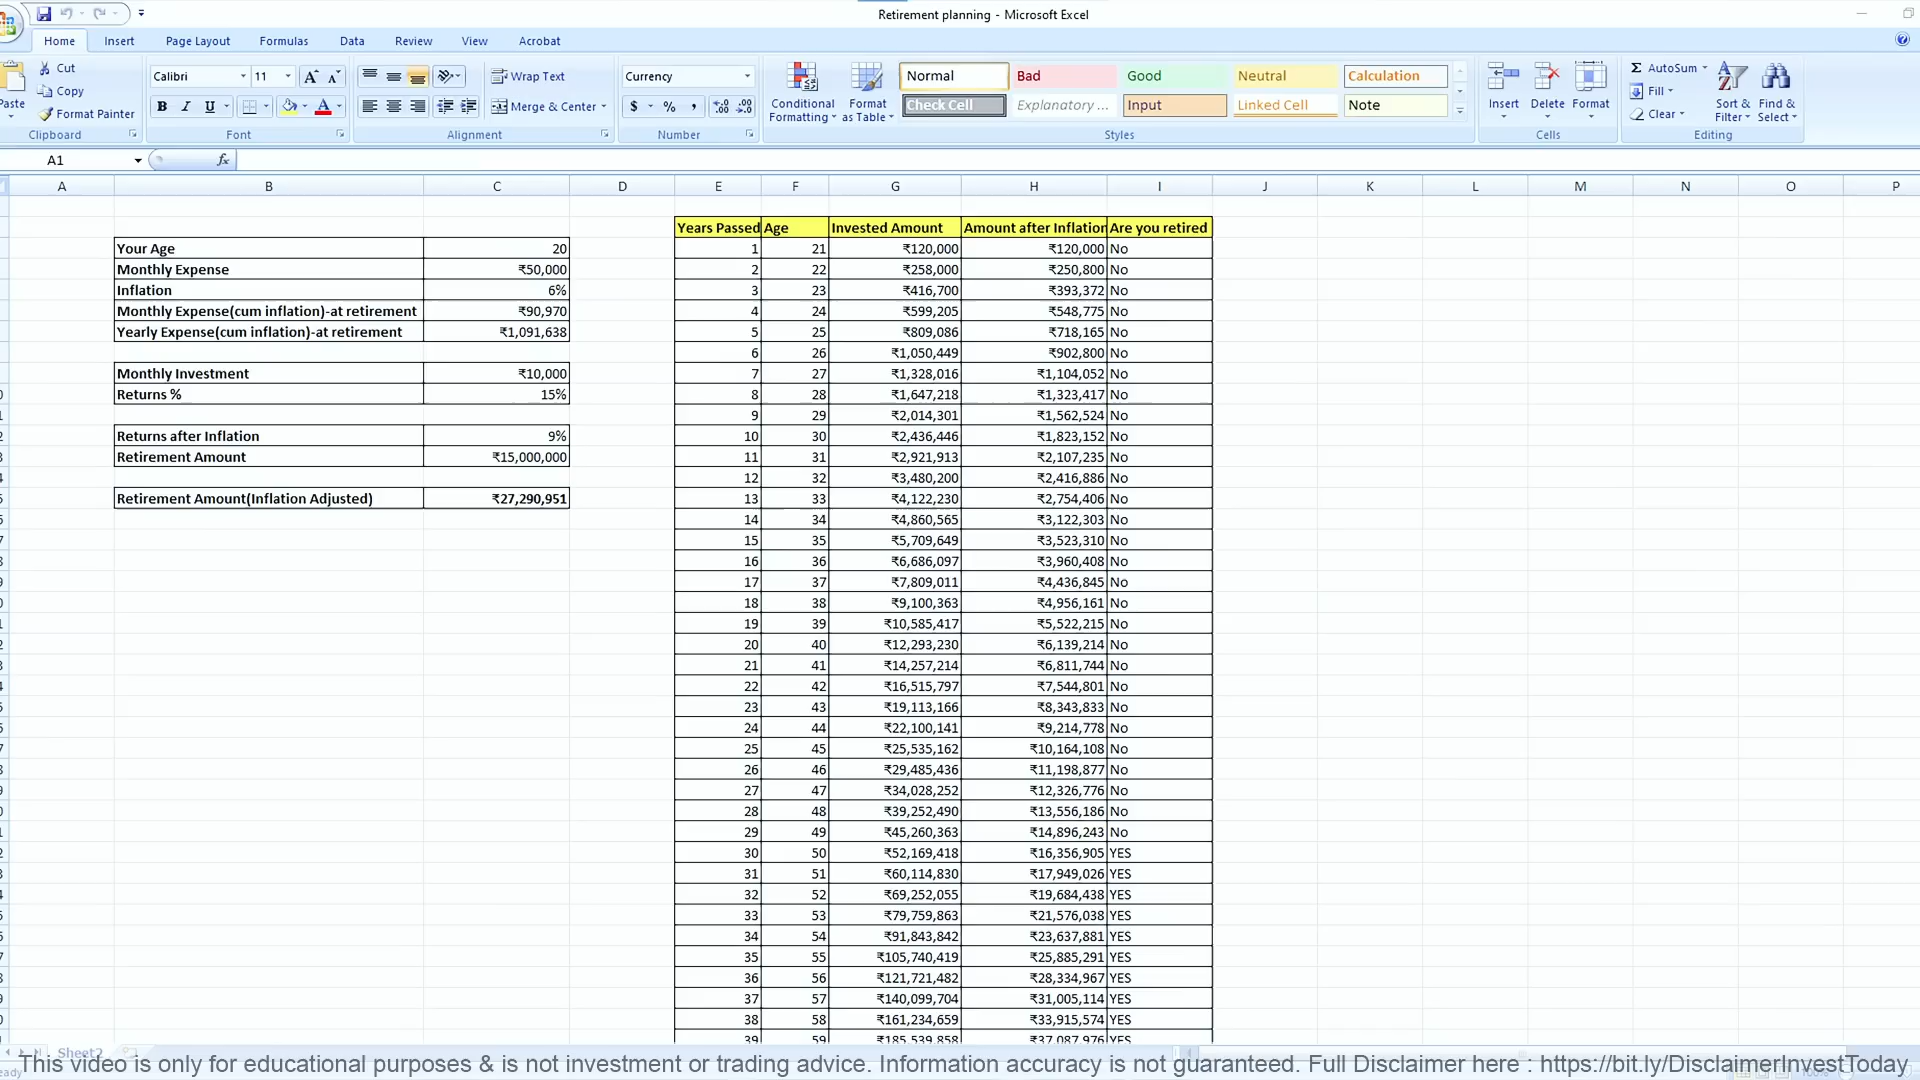 Retirement planning - Microsoft Excel
Home Insert Page Layout Formulas Data Review View Acrobat
Paste Cut Copy Format Painter Clipboard
Calibri 11 B I U Font
Wrap Text Merge & Center Alignment
Currency $ % , Number
Conditional Formatting Format as Table
Normal Bad Good Neutral Calculation
Check Cell Explanatory ... Input Linked Cell Note
Styles
Insert Delete Format Cells
Σ AutoSum Fill Clear Sort & Filter Find & Select Editing
A1 fx
A B C D E F G H I J K L M N O P
Your Age 20
Monthly Expense ₹50,000
Inflation 6%
Monthly Expense(cum inflation)-at retirement ₹90,970
Yearly Expense(cum inflation)-at retirement ₹1,091,638
Monthly Investment ₹10,000
Returns % 15%
Returns after Inflation 9%
Retirement Amount ₹15,000,000
Retirement Amount(Inflation Adjusted) ₹27,290,951
Years Passed Age Invested Amount Amount after Inflation Are you retired
1 21 ₹120,000 ₹120,000 No
2 22 ₹258,000 ₹250,800 No
3 23 ₹416,700 ₹393,372 No
4 24 ₹599,205 ₹548,775 No
5 25 ₹809,086 ₹718,165 No
6 26 ₹1,050,449 ₹902,800 No
7 27 ₹1,328,016 ₹1,104,052 No
8 28 ₹1,647,218 ₹1,323,417 No
9 29 ₹2,014,301 ₹1,562,524 No
10 30 ₹2,436,446 ₹1,823,152 No
11 31 ₹2,921,913 ₹2,107,235 No
12 32 ₹3,480,200 ₹2,416,886 No
13 33 ₹4,122,230 ₹2,754,406 No
14 34 ₹4,860,565 ₹3,122,303 No
15 35 ₹5,709,649 ₹3,523,310 No
16 36 ₹6,686,097 ₹3,960,408 No
17 37 ₹7,809,011 ₹4,436,845 No
18 38 ₹9,100,363 ₹4,956,161 No
19 39 ₹10,585,417 ₹5,522,215 No
20 40 ₹12,293,230 ₹6,139,214 No
21 41 ₹14,257,214 ₹6,811,744 No
22 42 ₹16,515,797 ₹7,544,801 No
23 43 ₹19,113,166 ₹8,343,833 No
24 44 ₹22,100,141 ₹9,214,778 No
25 45 ₹25,535,162 ₹10,164,108 No
26 46 ₹29,485,436 ₹11,198,877 No
27 47 ₹34,028,252 ₹12,326,776 No
28 48 ₹39,252,490 ₹13,556,186 No
29 49 ₹45,260,363 ₹14,896,243 No
30 50 ₹52,169,418 ₹16,356,905 YES
31 51 ₹60,114,830 ₹17,949,026 YES
32 52 ₹69,252,055 ₹19,684,438 YES
33 53 ₹79,759,863 ₹21,576,038 YES
34 54 ₹91,843,842 ₹23,637,881 YES
35 55 ₹105,740,419 ₹25,885,291 YES
36 56 ₹121,721,482 ₹28,334,967 YES
37 57 ₹140,099,704 ₹31,005,114 YES
38 58 ₹161,234,659 ₹33,915,574 YES
39 59 ₹185,539,858 ₹37,087,976 YES
Sheet2
This video is only for educational purposes & is not investment or trading advice. Information accuracy is not guaranteed. Full Disclaimer here : https://bit.ly/DisclaimerInvestToday